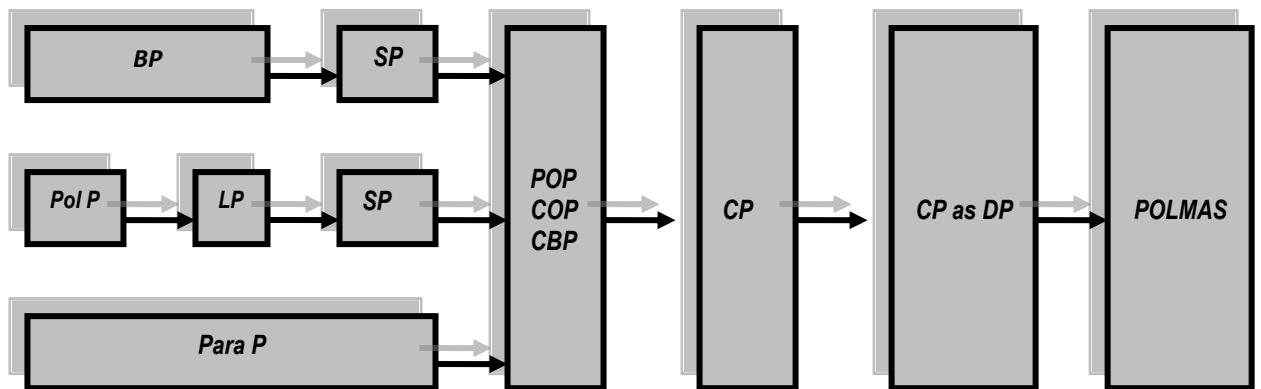 BP
SP
Pol P
LP
SP
Para P
POP
COP
CBP
CP
CP as DP
POLMAS